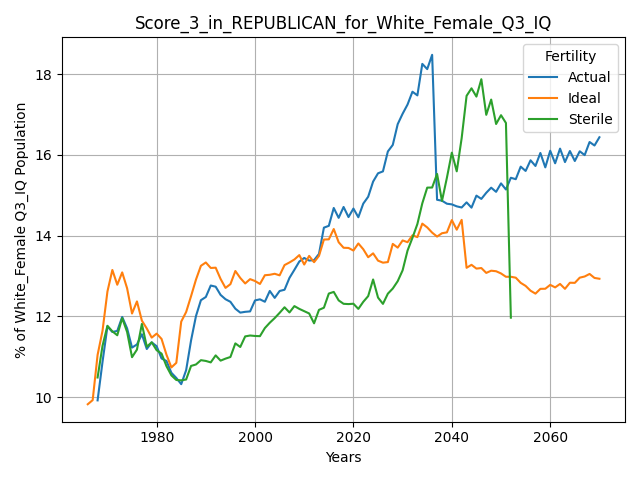 Score_3_in_REPUBLICAN_for_White_Female_Q3_IQ
% of White_Female Q3_IQ Population
18
16
14
12
10
Fertility
Actual
Ideal
Sterile
1980
2000
2020
2040
2060
Years